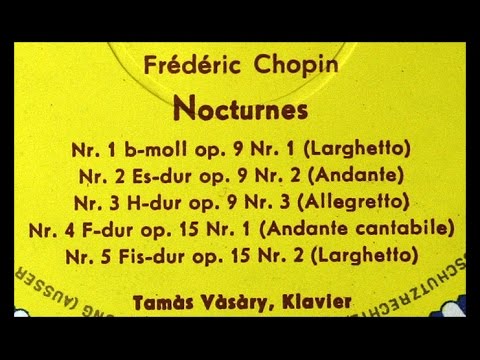 Frédéric Chopin
Nocturnes
Nr. 1 b-moll op. 9 Nr. 1 (Larghetto)
Nr. 2 Es-dur op. 9 Nr. 2 (Andante)
Nr. 3 H-dur op. 9 Nr. 3 (Allegretto)
Nr. 4 F-dur op. 15 Nr. 1 (Andante cantabile)
Nr. 5 Fis-dur op. 15 Nr. 2 (Larghetto)
Tamàs Vàsàry, Klavier
(AUSSER
SCHUTZRECHTE